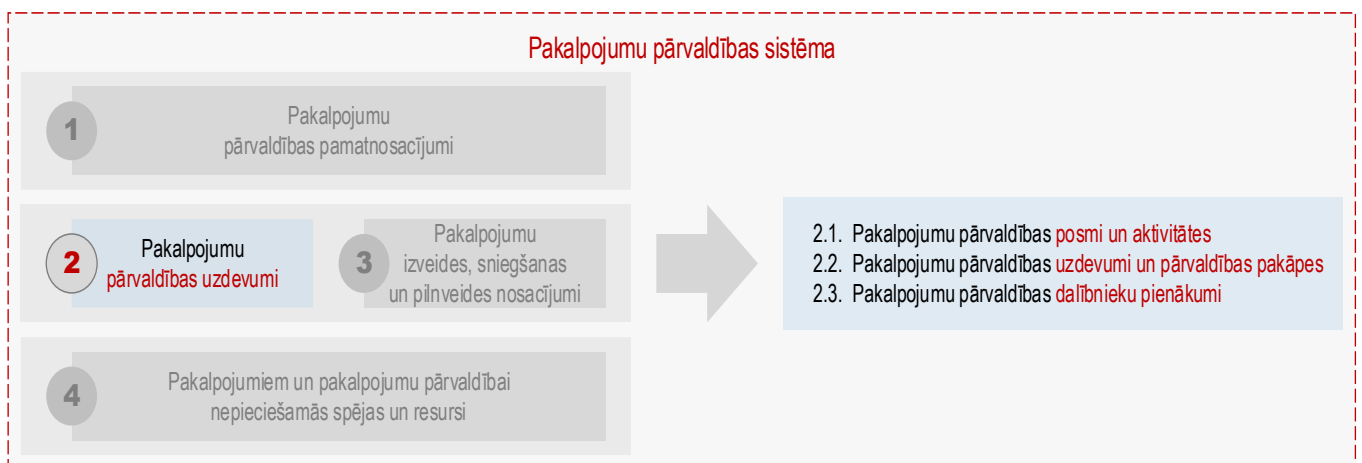 Pakalpojumu pārvaldības sistēma
1
Pakalpojumu
pārvaldības pamatnosacījumi
2
Pakalpojumu
pārvaldības uzdevumi
3
Pakalpojumu
izveides, sniegšanas
un pilnveides nosacījumi
4
Pakalpojumiem un pakalpojumu pārvaldībai
nepieciešamās spējas un resursi
2.1. Pakalpojumu pārvaldības posmi un aktivitātes
2.2. Pakalpojumu pārvaldības uzdevumi un pārvaldības pakāpes
2.3. Pakalpojumu pārvaldības dalībnieku pienākumi